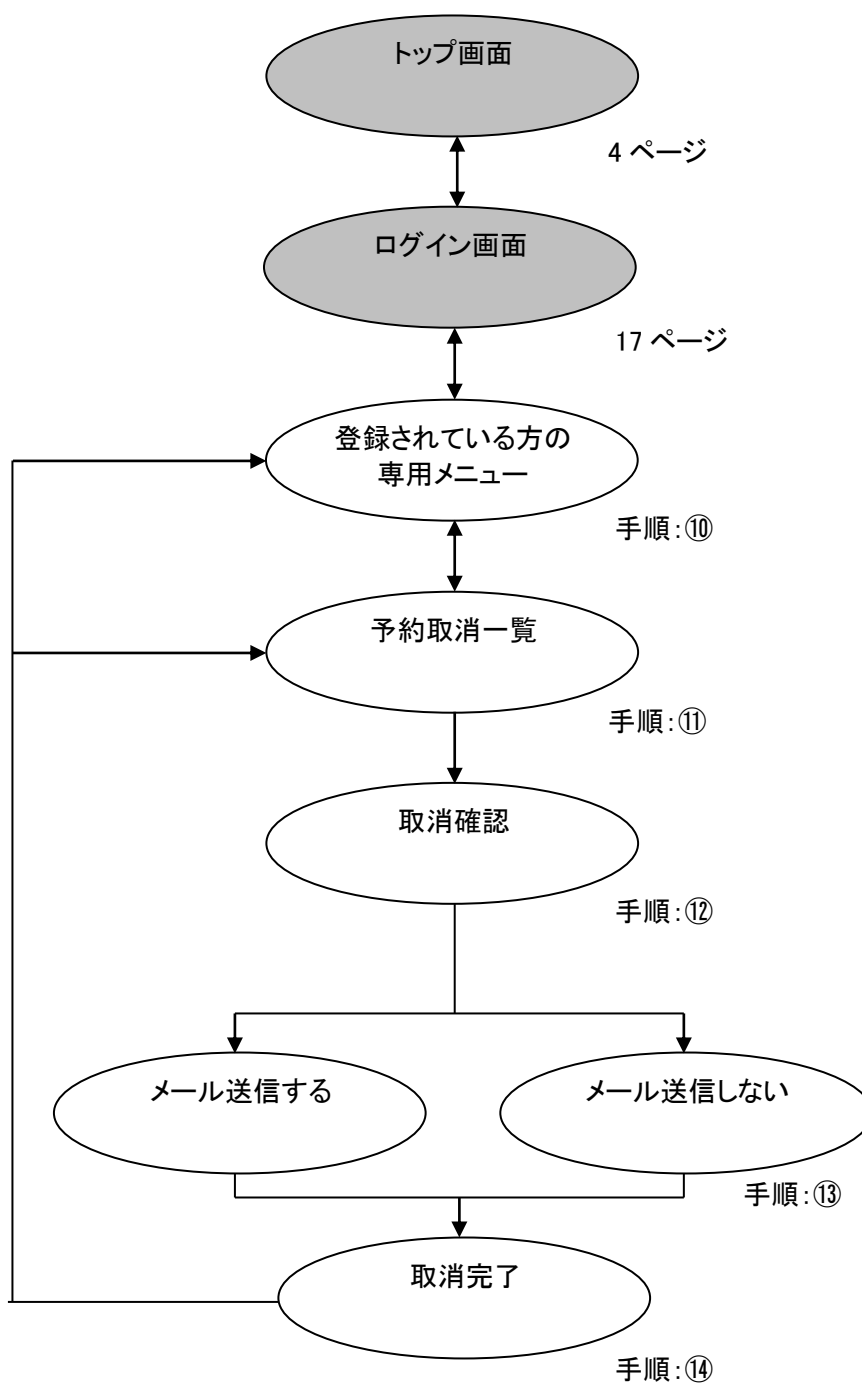 トップ画面
4 ページ
ログイン画面
17 ページ
登録されている方の
専用メニュー
手順:⑩
予約取消一覧
手順:⑪
取消確認
手順:⑫
メール送信する
メール送信しない
手順:⑬
取消完了
手順:⑭